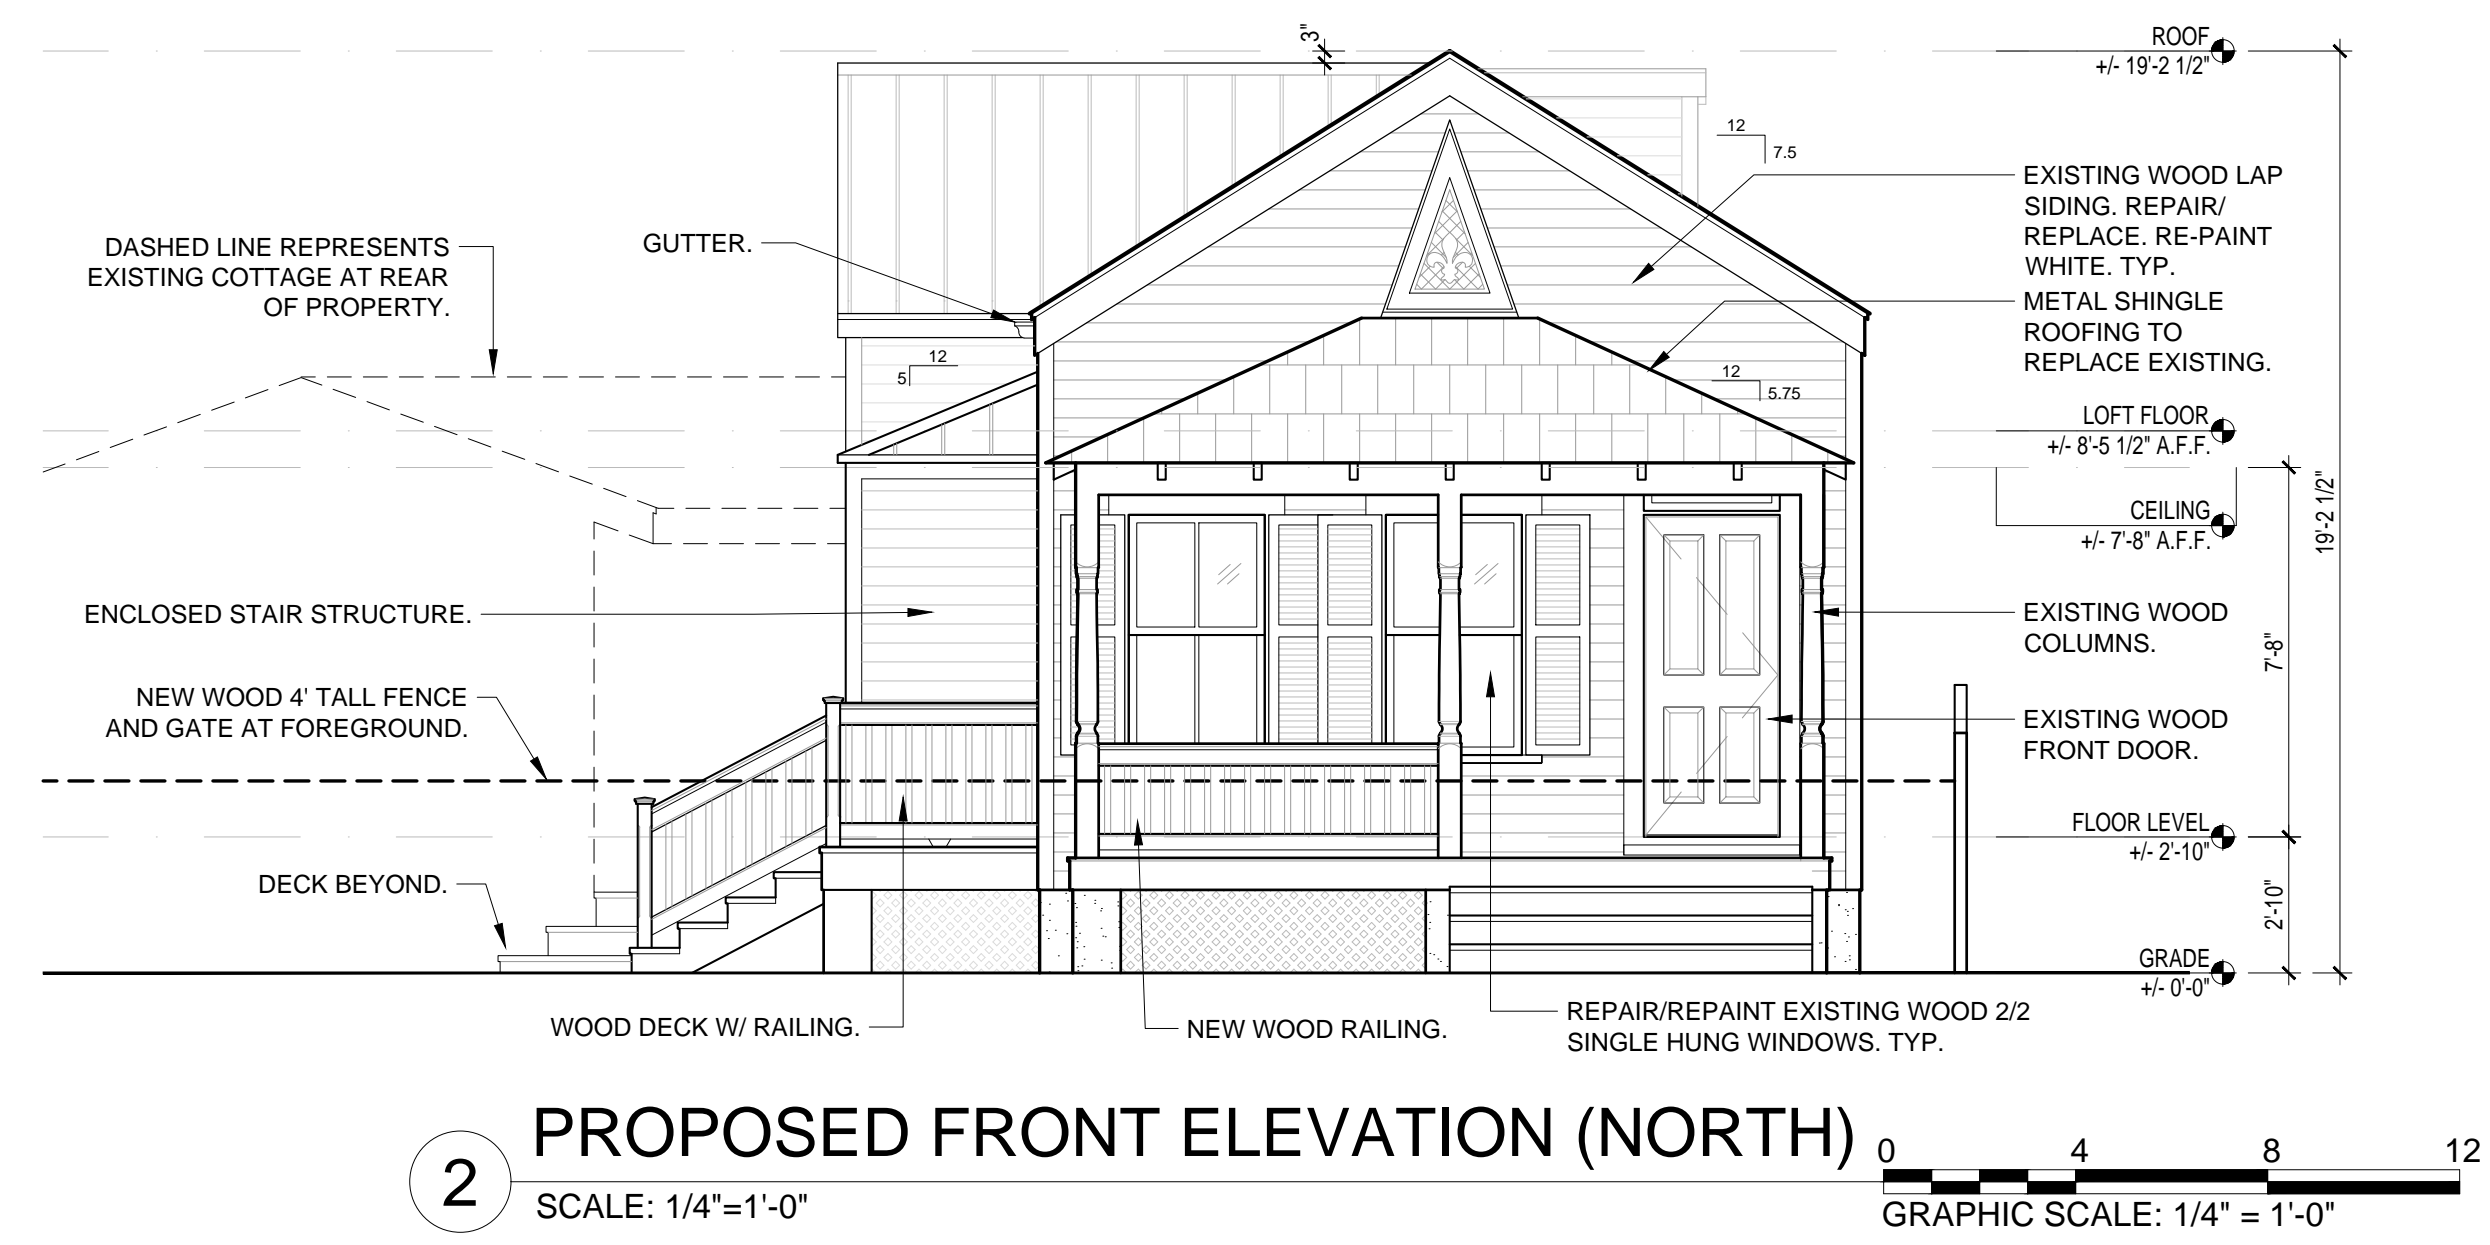 3"
ROOF
+/- 19'-2 1/2"
12
7.5
EXISTING WOOD LAP
SIDING. REPAIR/
REPLACE. RE-PAINT
WHITE. TYP.
DASHED LINE REPRESENTS
EXISTING COTTAGE AT REAR
OF PROPERTY.
GUTTER.
METAL SHINGLE
ROOFING TO
REPLACE EXISTING.
12
5
12
5.75
LOFT FLOOR
+/- 8'-5 1/2" A.F.F.
CEILING
+/- 7'-8" A.F.F.
19'-2 1/2"
ENCLOSED STAIR STRUCTURE.
EXISTING WOOD
COLUMNS.
7'-8"
NEW WOOD 4' TALL FENCE
AND GATE AT FOREGROUND.
EXISTING WOOD
FRONT DOOR.
FLOOR LEVEL
+/- 2'-10"
DECK BEYOND.
2'-10"
GRADE
+/- 0'-0"
WOOD DECK W/ RAILING.
NEW WOOD RAILING.
REPAIR/REPAINT EXISTING WOOD 2/2
SINGLE HUNG WINDOWS. TYP.
2
PROPOSED FRONT ELEVATION (NORTH)
SCALE: 1/4"=1'-0"
0 4 8 12
GRAPHIC SCALE: 1/4" = 1'-0"